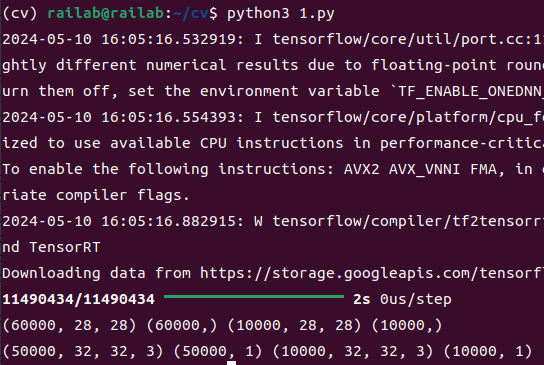 (cv) railab@railab:~/cv$ python3 1.py
2024-05-10 16:05:16.532919: I tensorflow/core/util/port.cc:1
ghtly different numerical results due to floating-point roun
urn them off, set the environment variable `TF_ENABLE_ONEDNN_
2024-05-10 16:05:16.554393: I tensorflow/core/platform/cpu_fe
ized to use available CPU instructions in performance-critica
To enable the following instructions: AVX2 AVX_VNNI FMA, in o
riate compiler flags.
2024-05-10 16:05:16.882915: W tensorflow/compiler/tf2tensorr
nd TensorRT
Downloading data from https://storage.googleapis.com/tensorf
11490434/11490434 ━━━━━━━━━━━━━━━━━━━━ 2s 0us/step
(60000, 28, 28) (60000,) (10000, 28, 28) (10000,)
(50000, 32, 32, 3) (50000, 1) (10000, 32, 32, 3) (10000, 1)